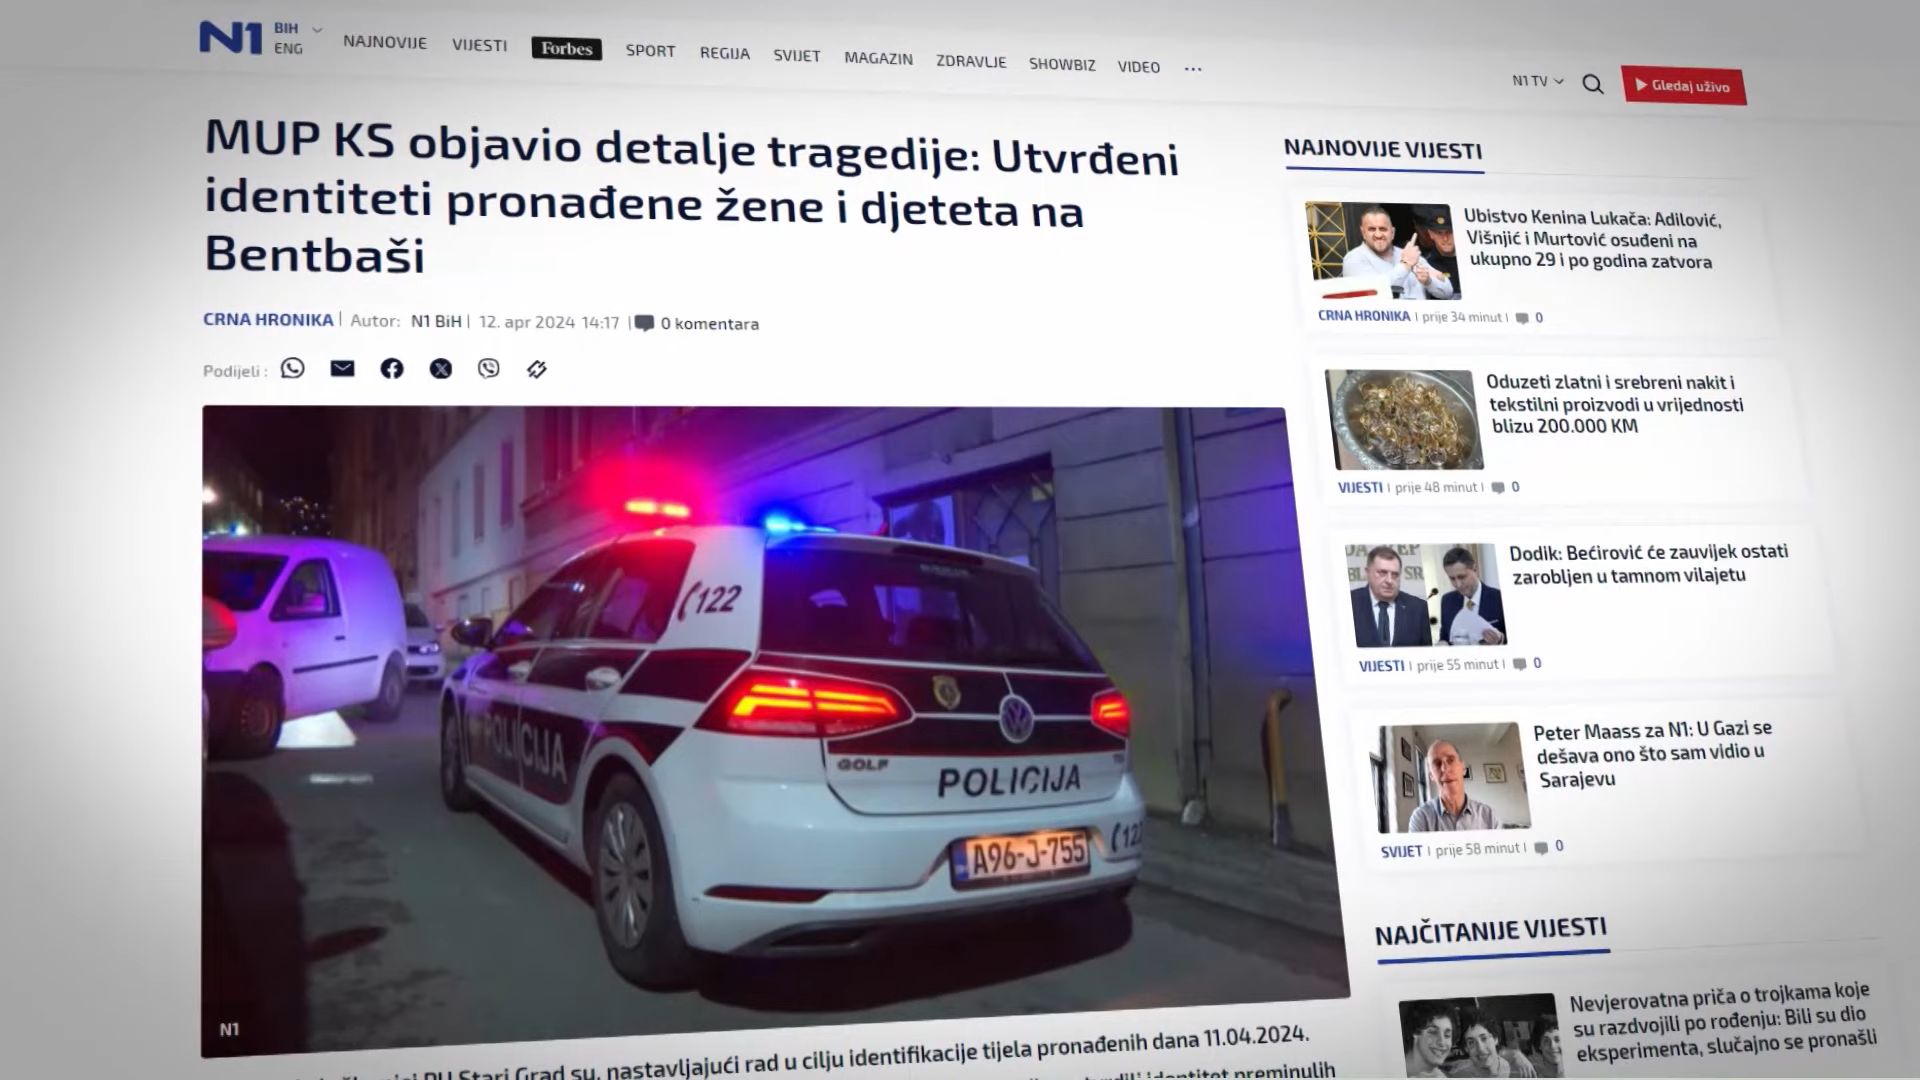 N1
BIH
ENG
NAJNOVIJE VIJESTI Forbes SPORT REGIJA SVIJET MAGAZIN ZDRAVLJE SHOWBIZ VIDEO ...
N1 TV
Gledaj uživo
MUP KS objavio detalje tragedije: Utvrđeni
identiteti pronađene žene i djeteta na
Bentbaši
CRNA HRONIKA | Autor: N1 BiH | 12. apr 2024 14:17 | 0 komentara
Podijeli :
122
POLICIJA
GOLF
POLICIJA
A96-J-755
N1
Stari Grad su, nastavljajući rad u cilju identifikacije tijela pronađenih dana 11.04.2024.
identitet preminulih
NAJNOVIJE VIJESTI
Ubistvo Kenina Lukača: Adilović,
Višnjić i Murtović osuđeni na
ukupno 29 i po godina zatvora
CRNA HRONIKA | prije 34 minut | 0
Oduzeti zlatni i srebreni nakit i
tekstilni proizvodi u vrijednosti
blizu 200.000 KM
VIJESTI | prije 48 minut | 0
Dodik: Bećirović će zauvijek ostati
zarobljen u tamnom vilajetu
VIJESTI | prije 55 minut | 0
Peter Maass za N1: U Gazi se
dešava ono što sam vidio u
Sarajevu
SVIJET | prije 58 minut | 0
NAJČITANIJE VIJESTI
Nevjerovatna priča o trojkama koje
su razdvojili po rođenju: Bili su dio
eksperimenta, slučajno se pronašli